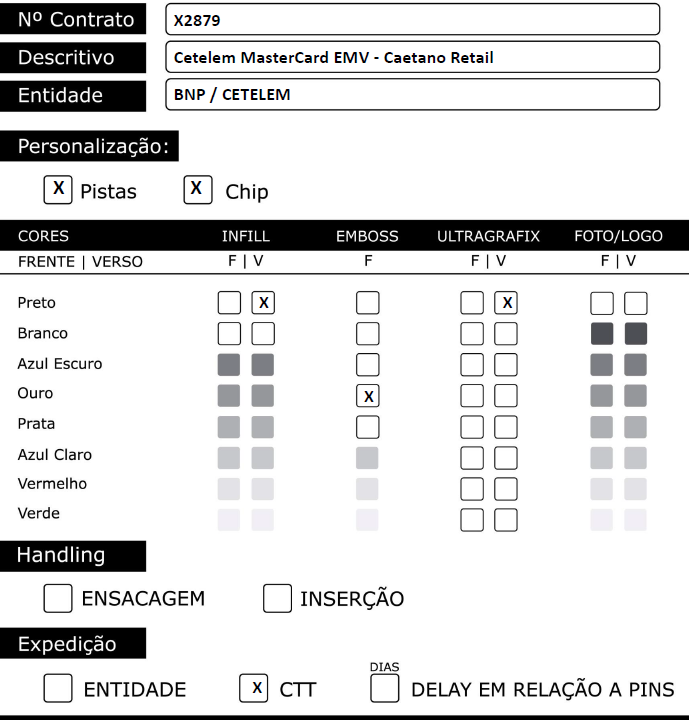 Nº Contrato X2879
Descritivo Cetelem MasterCard EMV - Caetano Retail
Entidade BNP / CETELEM
Personalização:
X Pistas X Chip
CORES INFILL EMBOSS ULTRAGRAFIX FOTO/LOGO
FRENTE | VERSO F | V F F | V F | V
Preto X X
Branco
Azul Escuro
Ouro X
Prata
Azul Claro
Vermelho
Verde
Handling
ENSACAGEM INSERÇÃO
Expedição
DIAS
ENTIDADE X CTT DELAY EM RELAÇÃO A PINS